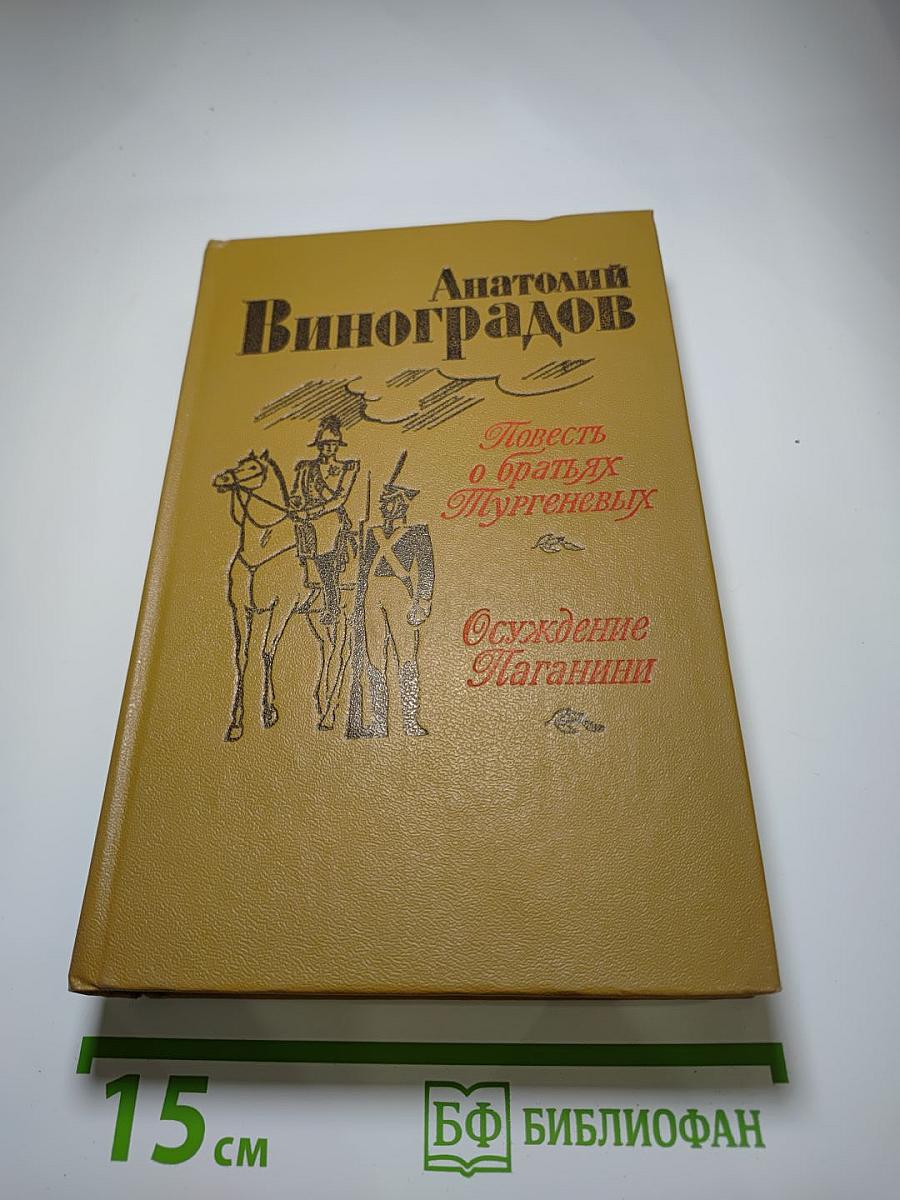 Анатолий
Виноградов
Повесть
о братьях
Тургеневых
Осуждение
Паганини
15 см
БФ БИБЛИОФАН